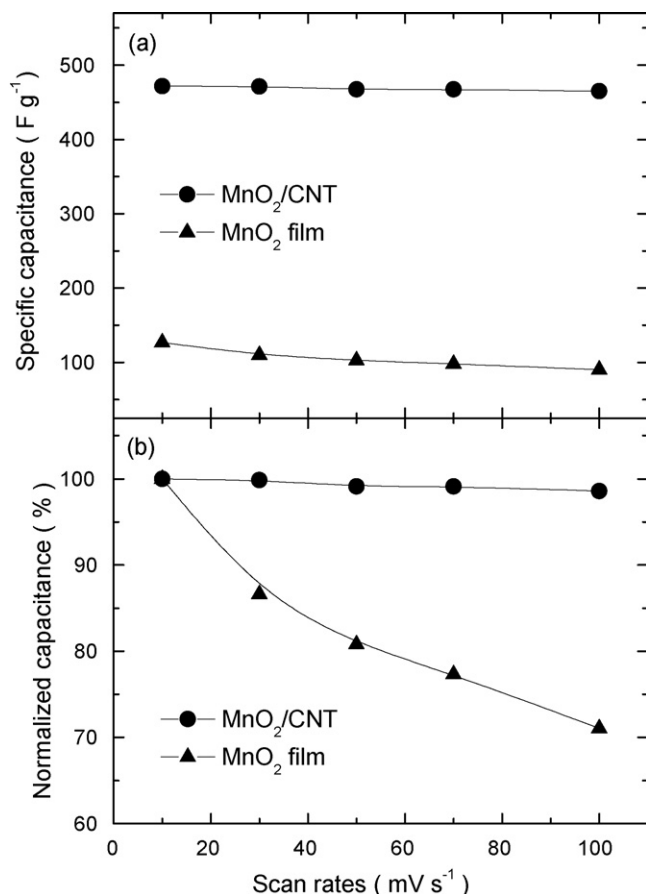 (a)
Specific capacitance ( F g⁻¹)
500
400
300
200
100
MnO₂/CNT
MnO₂ film
(b)
Normalized capacitance ( % )
100
90
80
70
60
MnO₂/CNT
MnO₂ film
0 20 40 60 80 100
Scan rates ( mV s⁻¹)